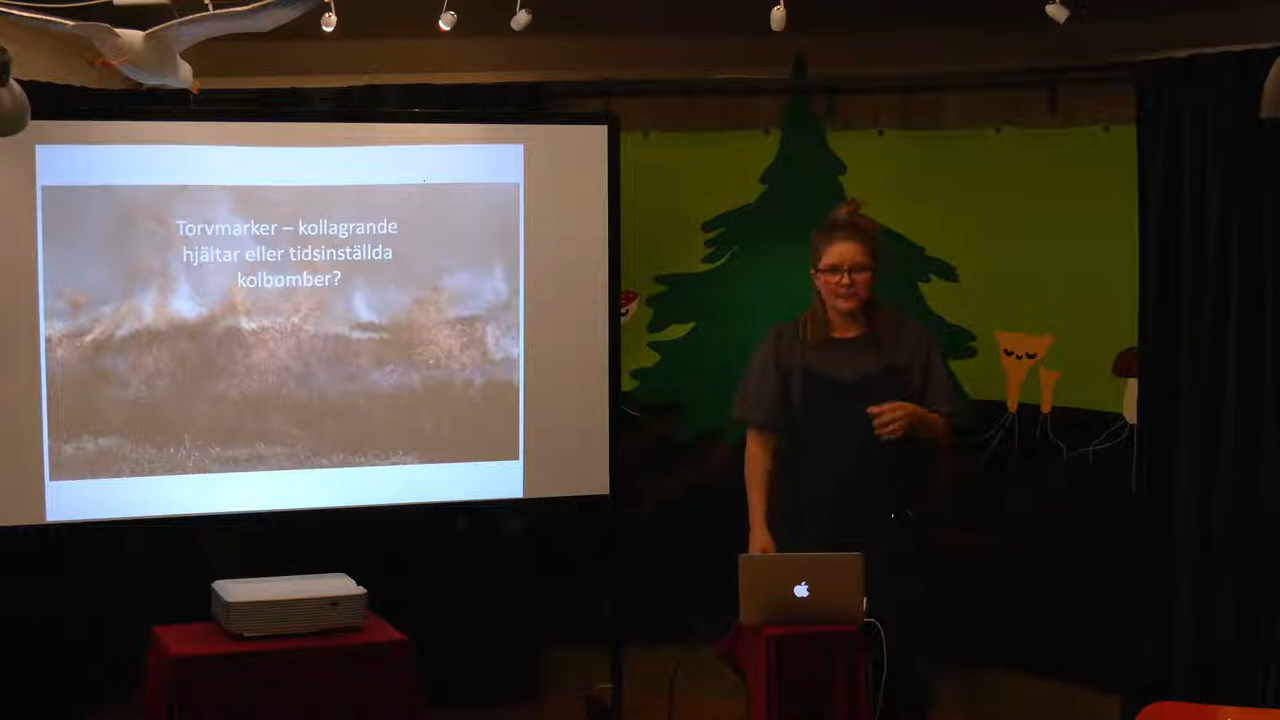 Torvmarker – kollagrande
hjältar eller tidsinställda
kolbomber?